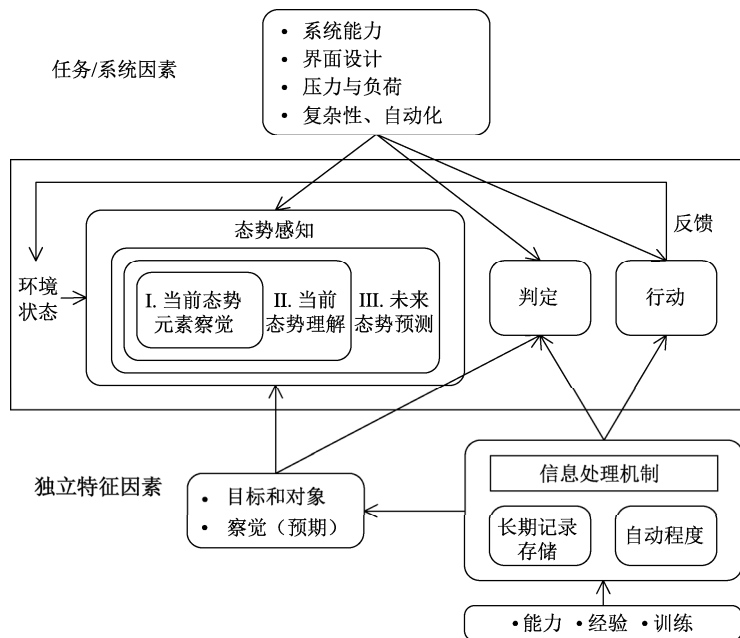 • 系统能力
• 界面设计
• 压力与负荷
• 复杂性、自动化
任务/系统因素
反馈
态势感知
环境
状态
I. 当前态势
元素察觉
II. 当前
态势理解
III. 未来
态势预测
判定
行动
独立特征因素
• 目标和对象
• 察觉（预期）
信息处理机制
长期记录
存储
自动程度
•能力 •经验 •训练